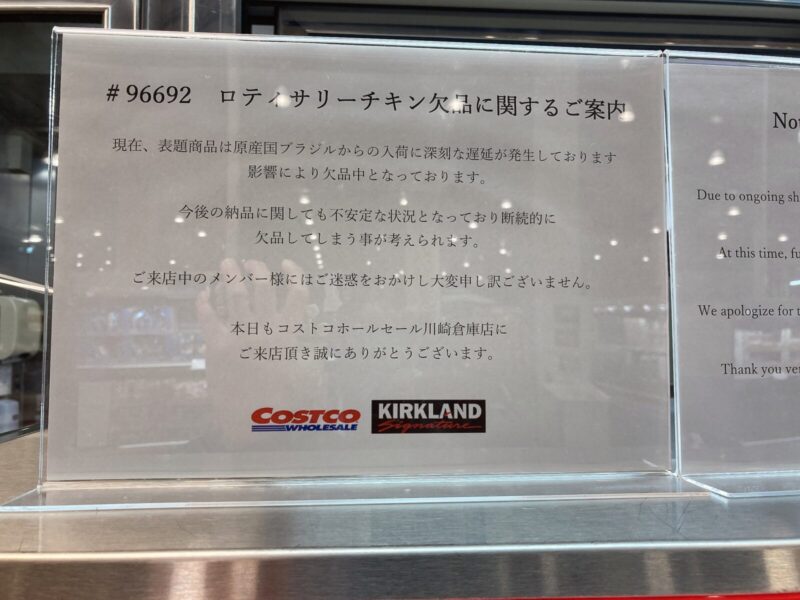 #96692 ロティサリーチキン欠品に関するご案内
現在、表題商品は原産国ブラジルからの入荷に深刻な遅延が発生しております
影響により欠品中となっております。
今後の納品に関しても不安定な状況となっており断続的に
欠品してしまう事が考えられます。
ご来店中のメンバー様にはご迷惑をおかけし大変申し訳ございません。
本日もコストコホールセール川崎倉庫店に
ご来店頂き誠にありがとうございます。
COSTCO
WHOLESALE
KIRKLAND
Signature
Due to ongoing
At this time,
We apologize for
Thank you